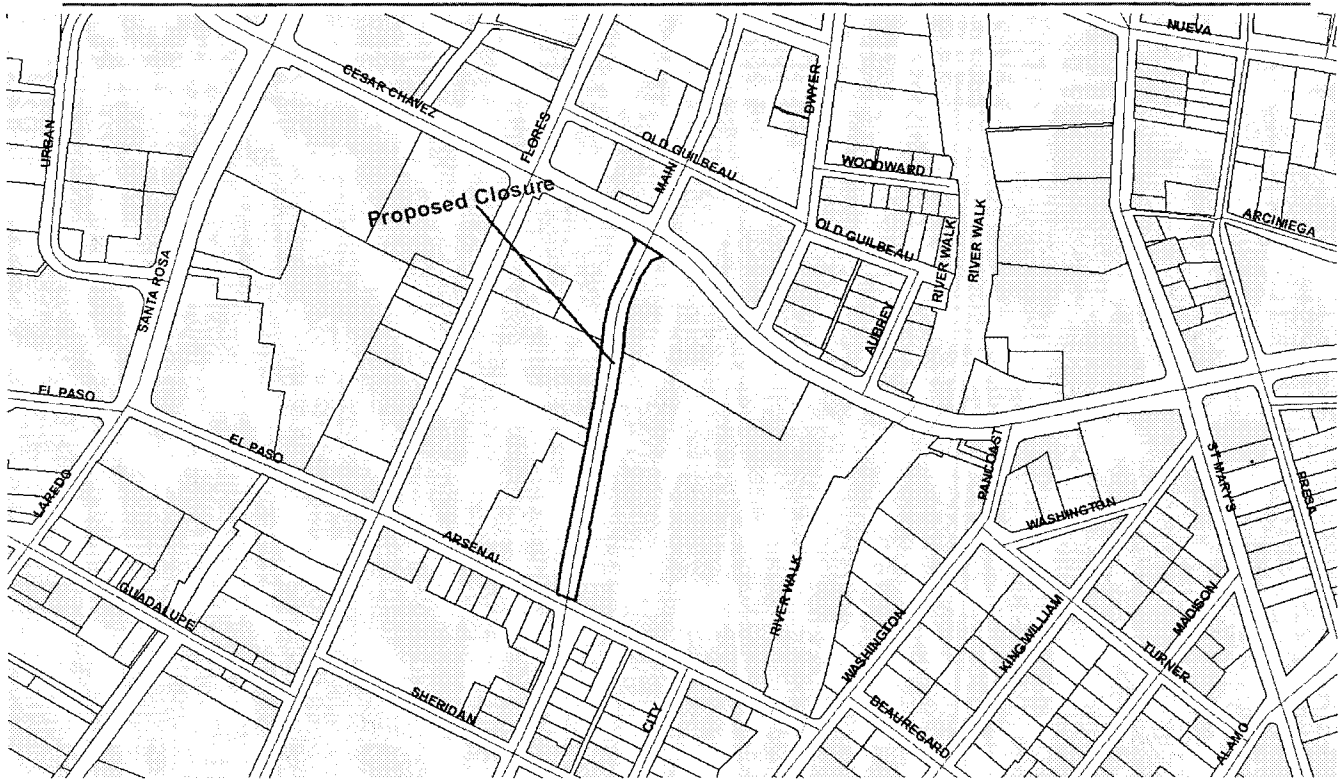 NUEVA
CESAR CHAVEZ
DWYER
URBAN
FLORES
OLD GUILBEAU
MAIN
WOODWARD
Proposed Closure
ARCINIEGA
OLD GUILBEAU
RIVER WALK
RIVER WALK
SANTA ROSA
AUBREY
EL PASO
EL PASO
LAREDO
PANCOAST
ST MARY'S
PRESA
WASHINGTON
ARSENAL
GUADALUPE
RIVER WALK
WASHINGTON
KING WILLIAM
MADISON
TURNER
SHERIDAN
CITY
BEAUREGARD
ALAMO